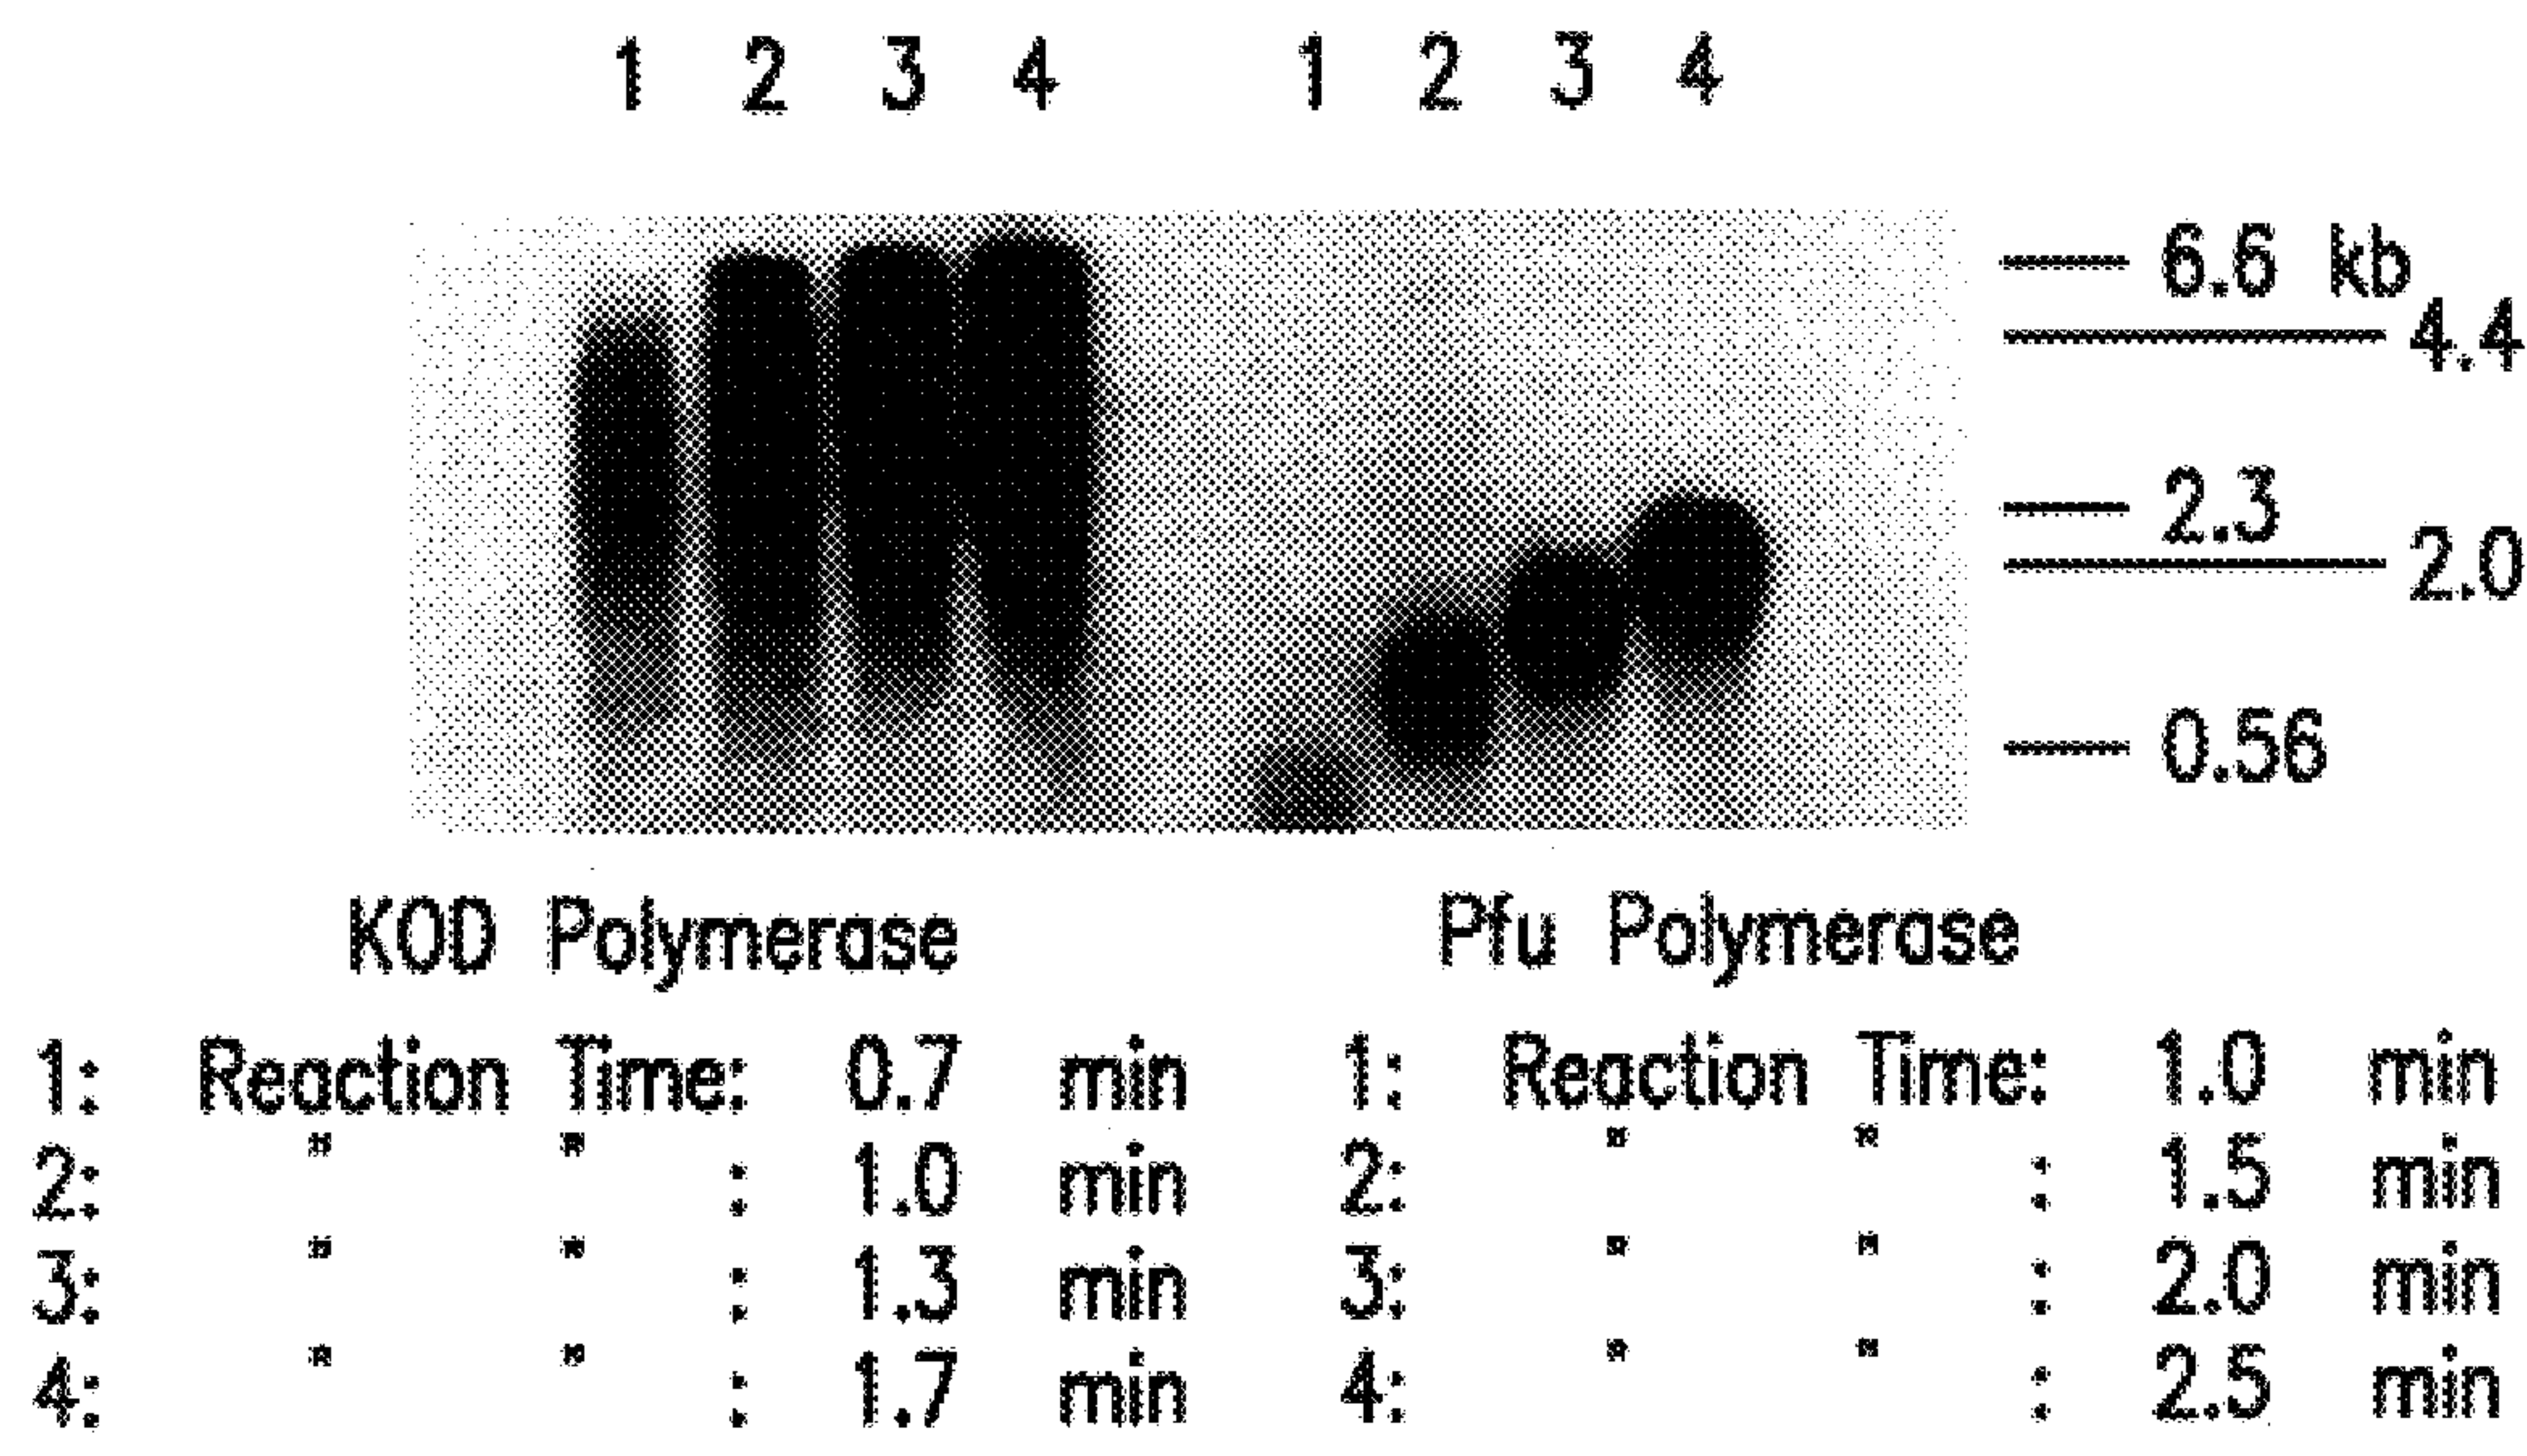 1 2 3 4 1 2 3 4
6.6 kb
4.4
2.3
2.0
0.56
KOD Polymerase Pfu Polymerase
1: Reaction Time: 0.7 min 1: Reaction Time: 1.0 min
2: " " : 1.0 min 2: " " : 1.5 min
3: " " : 1.3 min 3: " " : 2.0 min
4: " " : 1.7 min 4: " " : 2.5 min